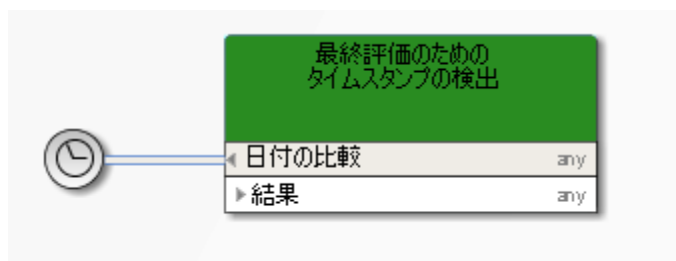 最終評価のための
タイムスタンプの検出
日付の比較 any
結果 any